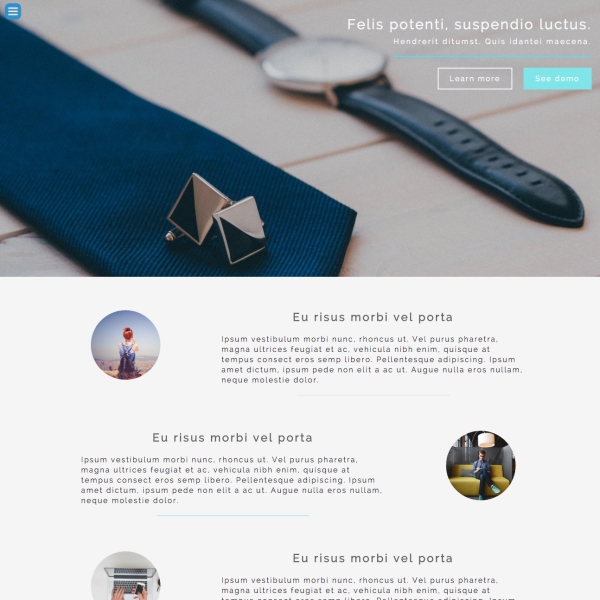 Felis potenti, suspendio luctus.
Hendrerit ditumst. Quis idantei maecena.
Learn more
See demo
Eu risus morbi vel porta
Ipsum vestibulum morbi nunc, rhoncus ut. Vel purus pharetra,
magna ultrices feugiat et ac, vehicula nibh enim, quisque at
tempus consect eros semp libero. Pellentesque adipiscing. Ipsum
amet dictum, ipsum pede non elit a ac ut. Augue nulla eros nullam,
neque molestie dolor.
Eu risus morbi vel porta
Ipsum vestibulum morbi nunc, rhoncus ut. Vel purus pharetra,
magna ultrices feugiat et ac, vehicula nibh enim, quisque at
tempus consect eros semp libero. Pellentesque adipiscing. Ipsum
amet dictum, ipsum pede non elit a ac ut. Augue nulla eros nullam,
neque molestie dolor.
Eu risus morbi vel porta
Ipsum vestibulum morbi nunc, rhoncus ut. Vel purus pharetra,
magna ultrices feugiat et ac, vehicula nibh enim, quisque at